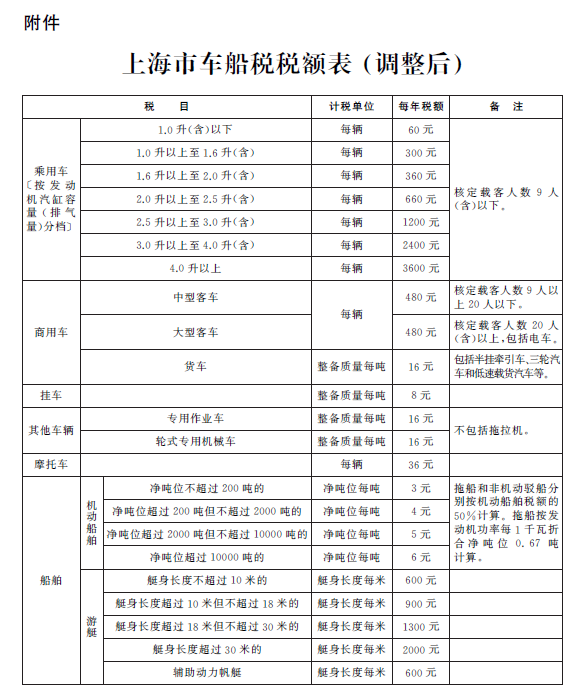 附件
上海市车船税税额表（调整后）
税 目 计税单位 每年税额 备 注
乘用车
〔按发动
机汽缸容
量（排气
量）分档〕
1.0 升(含)以下 每辆 60 元
1.0 升以上至 1.6 升(含) 每辆 300 元
1.6 升以上至 2.0 升(含) 每辆 360 元
2.0 升以上至 2.5 升(含) 每辆 660 元
2.5 升以上至 3.0 升(含) 每辆 1200 元
3.0 升以上至 4.0 升(含) 每辆 2400 元
4.0 升以上 每辆 3600 元
核定载客人数 9 人
(含)以下。
商用车
中型客车 每辆 480 元
核定载客人数 9 人以
上 20 人以下。
大型客车 480 元
核定载客人数 20 人
(含)以上,包括电车。
货车 整备质量每吨 16 元
包括半挂牵引车、三轮汽
车和低速载货汽车等。
挂车 整备质量每吨 8 元
其他车辆
专用作业车 整备质量每吨 16 元
轮式专用机械车 整备质量每吨 16 元
不包括拖拉机。
摩托车 每辆 36 元
船舶
机动船舶
净吨位不超过 200 吨的 净吨位每吨 3 元
净吨位超过 200 吨但不超过 2000 吨的 净吨位每吨 4 元
净吨位超过 2000 吨但不超过 10000 吨的 净吨位每吨 5 元
净吨位超过 10000 吨的 净吨位每吨 6 元
拖船和非机动驳船分
别按机动船舶税额的
50％计算。拖船按发
动机功率每 1 千瓦折
合净吨位 0.67 吨
计算。
游艇
艇身长度不超过 10 米的 艇身长度每米 600 元
艇身长度超过 10 米但不超过 18 米的 艇身长度每米 900 元
艇身长度超过 18 米但不超过 30 米的 艇身长度每米 1300 元
艇身长度超过 30 米的 艇身长度每米 2000 元
辅助动力帆艇 艇身长度每米 600 元